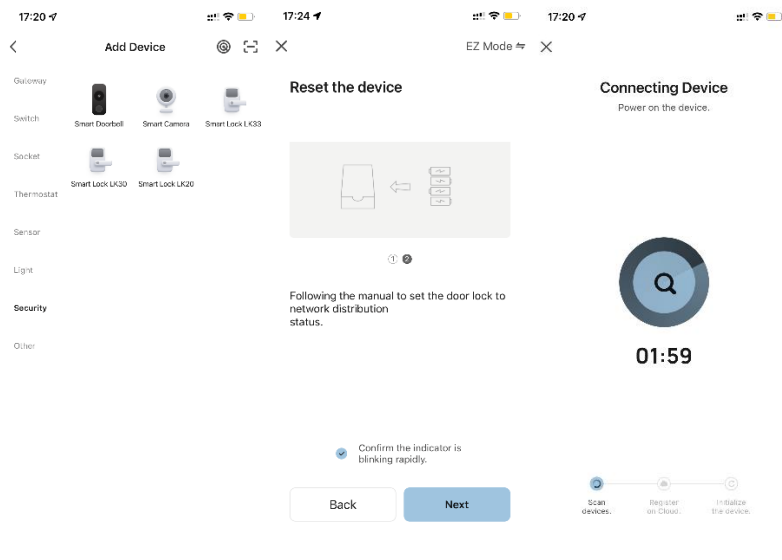 17:20
Add Device
Gateway
Switch
Socket
Thermostat
Sensor
Light
Security
Other
Smart Doorbell
Smart Camera
Smart Lock LK33
Smart Lock LK30
Smart Lock LK20
17:24
EZ Mode
Reset the device
1 2
Following the manual to set the door lock to
network distribution
status.
Confirm the indicator is
blinking rapidly.
Back
Next
17:20
Connecting Device
Power on the device.
01:59
Scan
devices.
Register
on Cloud.
Initialize
the device.